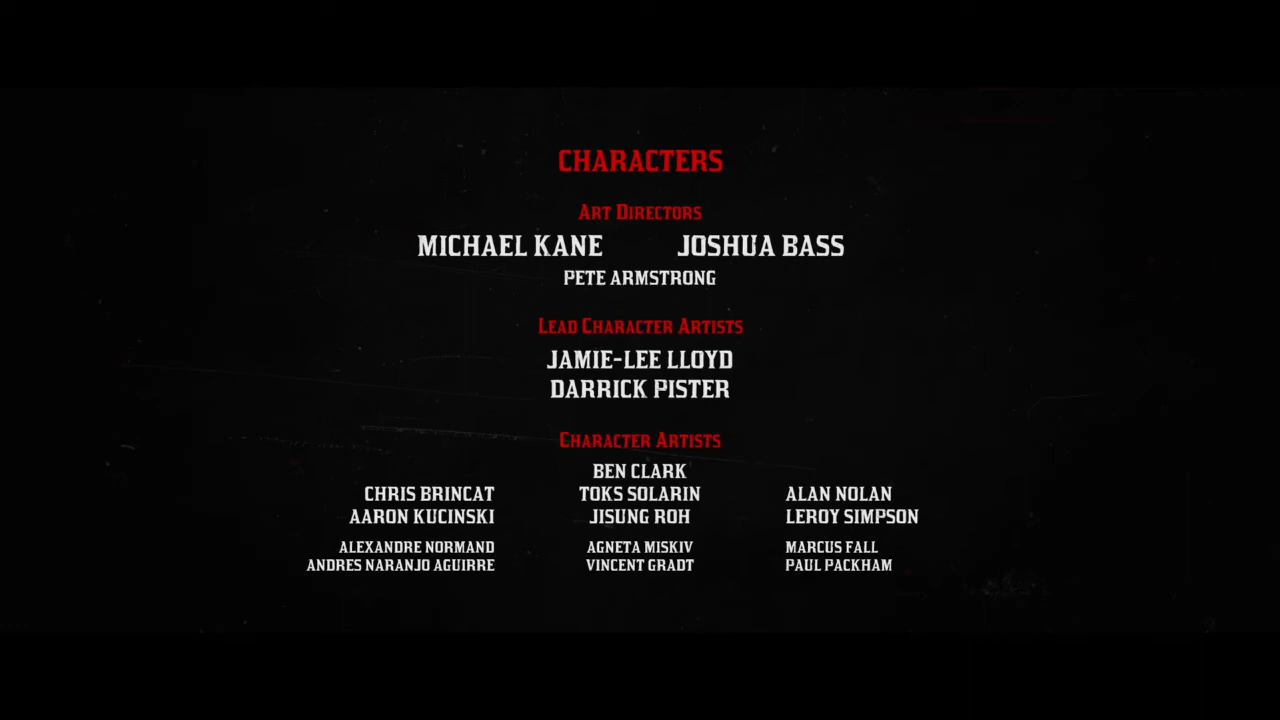 CHARACTERS
ART DIRECTORS
MICHAEL KANE JOSHUA BASS
PETE ARMSTRONG
LEAD CHARACTER ARTISTS
JAMIE-LEE LLOYD
DARRICK PISTER
CHARACTER ARTISTS
BEN CLARK
CHRIS BRINCAT TOKS SOLARIN ALAN NOLAN
AARON KUCINSKI JISUNG ROH LEROY SIMPSON
ALEXANDRE NORMAND AGNETA MISKIV MARCUS FALL
ANDRES NARANJO AGUIRRE VINCENT GRADT PAUL PACKHAM